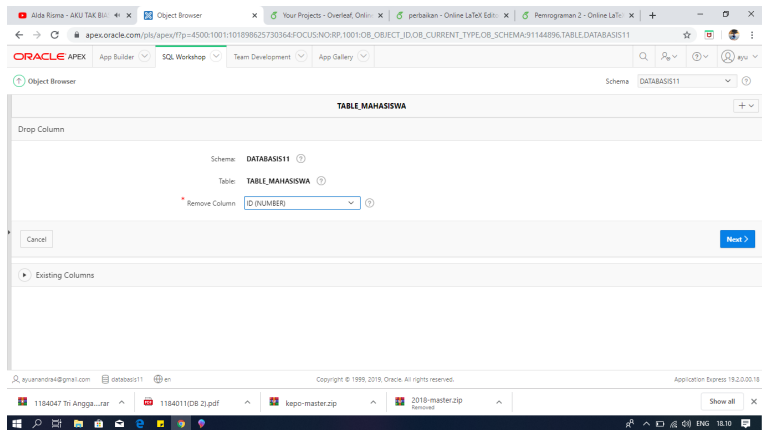 Alda Risma - AKU TAK BIA
Object Browser
Your Projects - Overleaf, Onlin
perbaikan - Online LaTeX Edito
Pemrograman 2 - Online LaTeX
apex.oracle.com/pls/apex/f?p=4500:1001:101898625730364:FOCUS:NO:RP,1001:OB_OBJECT_ID,OB_CURRENT_TYPE,OB_SCHEMA:91144896,TABLE,DATABASIS11
ORACLE APEX App Builder SQL Workshop Team Development App Gallery ayu
Object Browser Schema DATABASIS11
TABLE_MAHASISWA
Drop Column
Schema: DATABASIS11
Table: TABLE_MAHASISWA
* Remove Column ID (NUMBER)
Cancel Next >
Existing Columns
ayuanandra4@gmail.com databasis11 en Copyright © 1999, 2019, Oracle. All rights reserved. Application Express 19.2.0.00.18
1184047 Tri Angga....rar
1184011(DB 2).pdf
kepo-master.zip
2018-master.zip
Removed
Show all
ENG 18.10